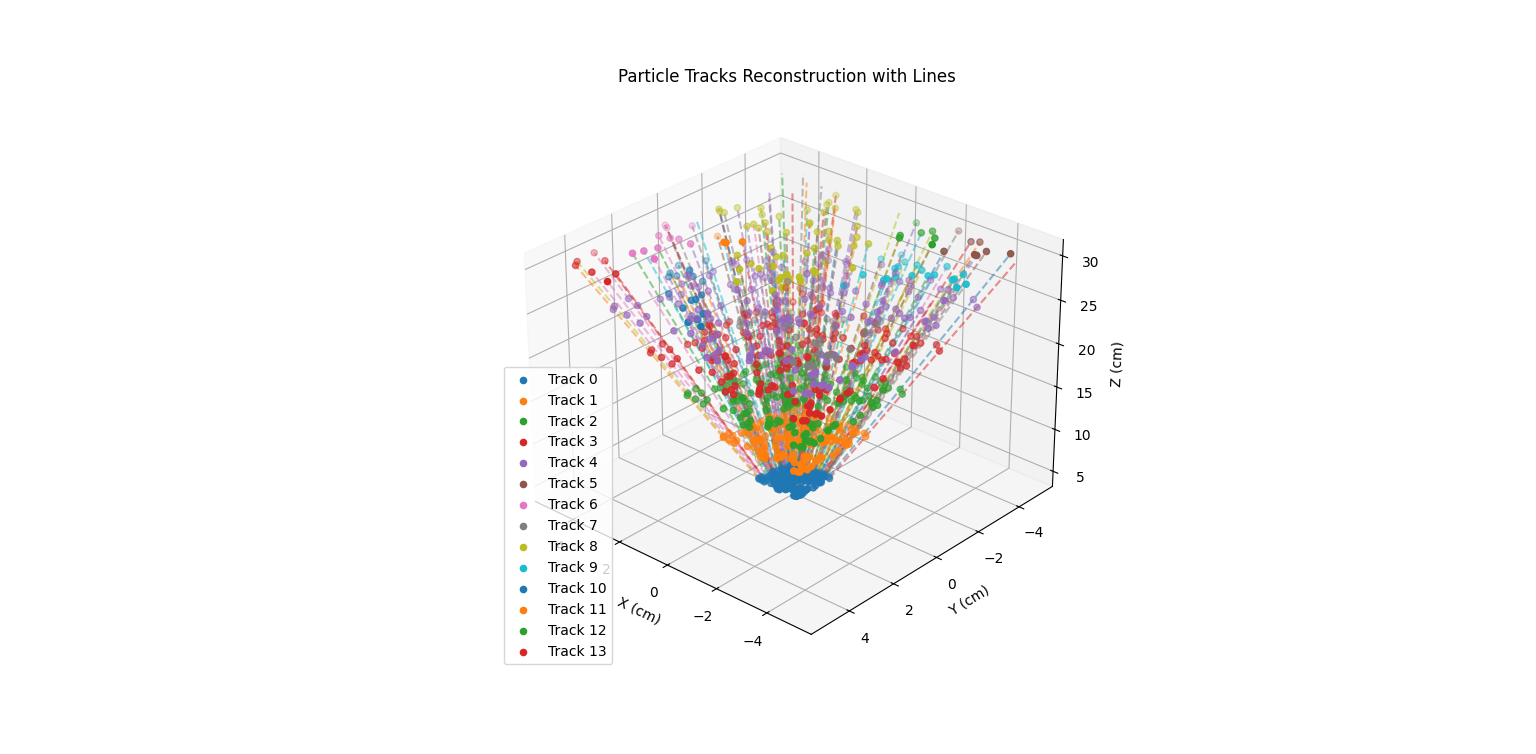 Particle Tracks Reconstruction with Lines
30
25
20
15
10
5
Z (cm)
Track 0
Track 1
Track 2
Track 3
Track 4
Track 5
Track 6
Track 7
Track 8
Track 9
Track 10
Track 11
Track 12
Track 13
2
0
−2
−4
X (cm)
−4
−2
0
2
4
Y (cm)